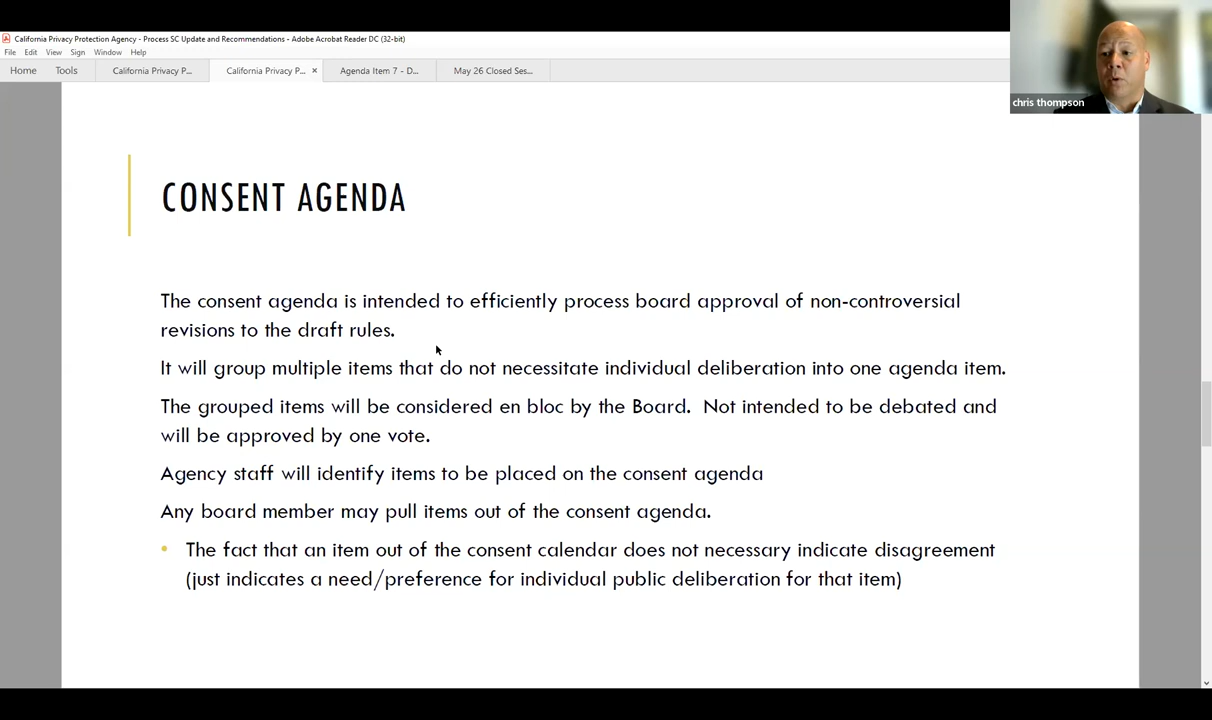 California Privacy Protection Agency - Process SC Update and Recommendations - Adobe Acrobat Reader DC (32-bit)
File Edit View Sign Window Help
Home Tools California Privacy P... California Privacy P... × Agenda Item 7 - D... May 26 Closed Ses...
chris thompson
CONSENT AGENDA
The consent agenda is intended to efficiently process board approval of non-controversial
revisions to the draft rules.
It will group multiple items that do not necessitate individual deliberation into one agenda item.
The grouped items will be considered en bloc by the Board. Not intended to be debated and
will be approved by one vote.
Agency staff will identify items to be placed on the consent agenda
Any board member may pull items out of the consent agenda.
• The fact that an item out of the consent calendar does not necessary indicate disagreement
(just indicates a need/preference for individual public deliberation for that item)